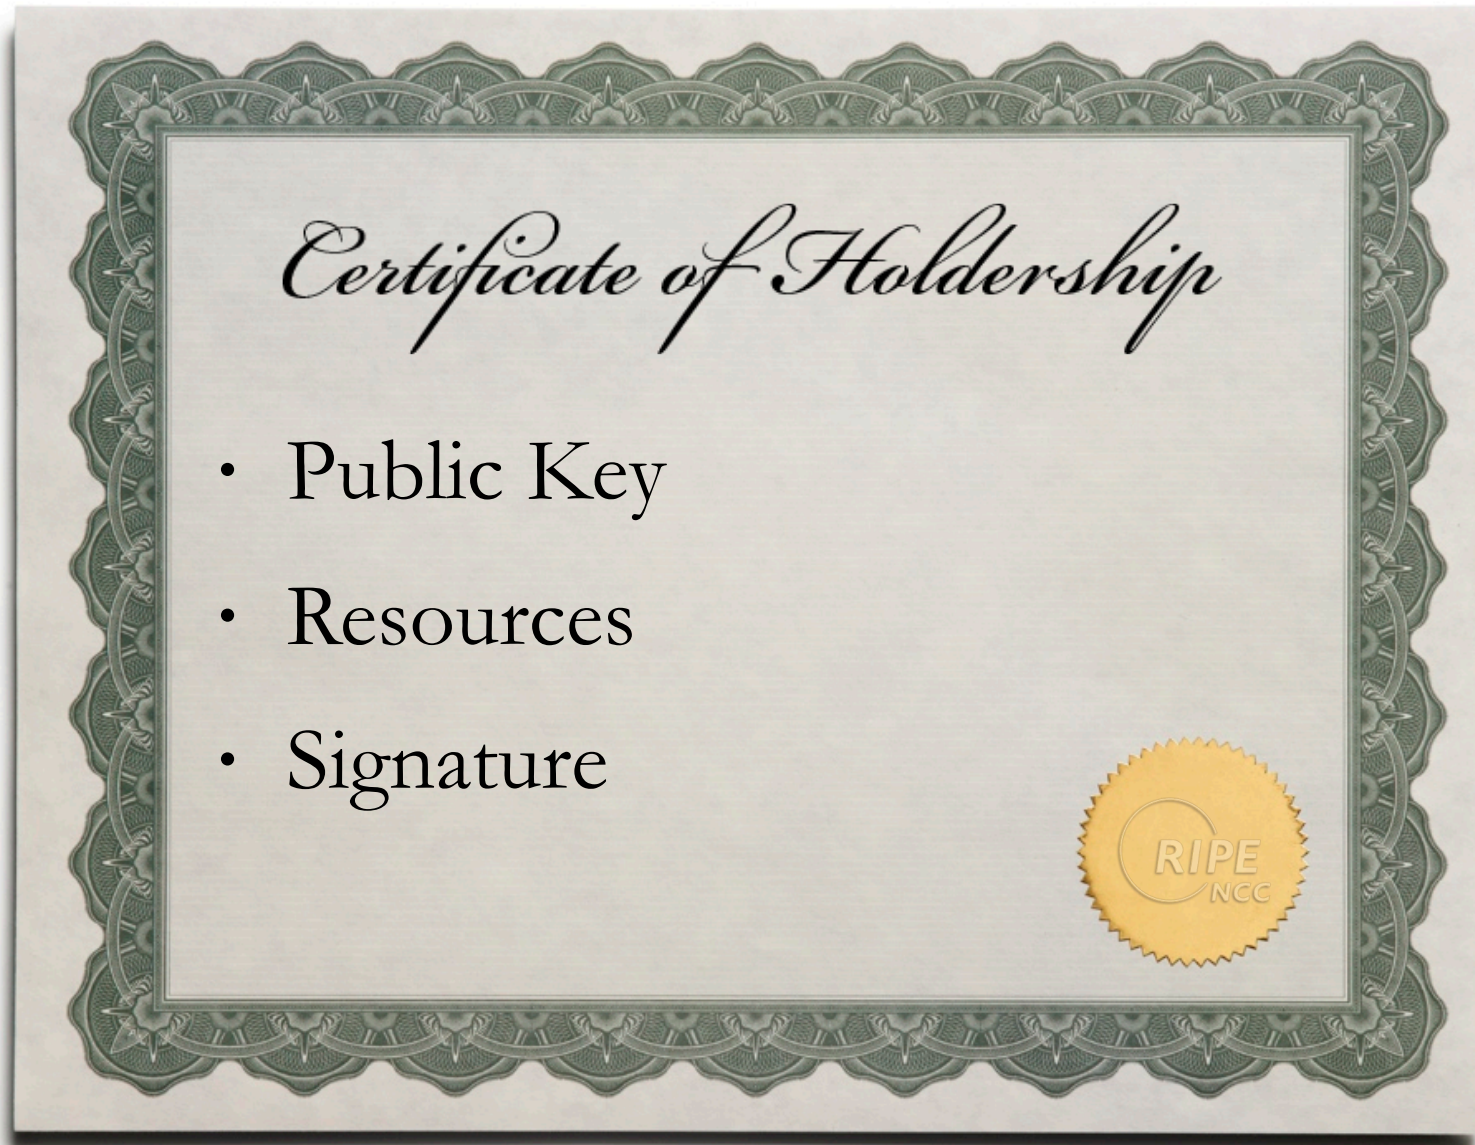 Certificate of Holdership
• Public Key
• Resources
• Signature
RIPE
NCC